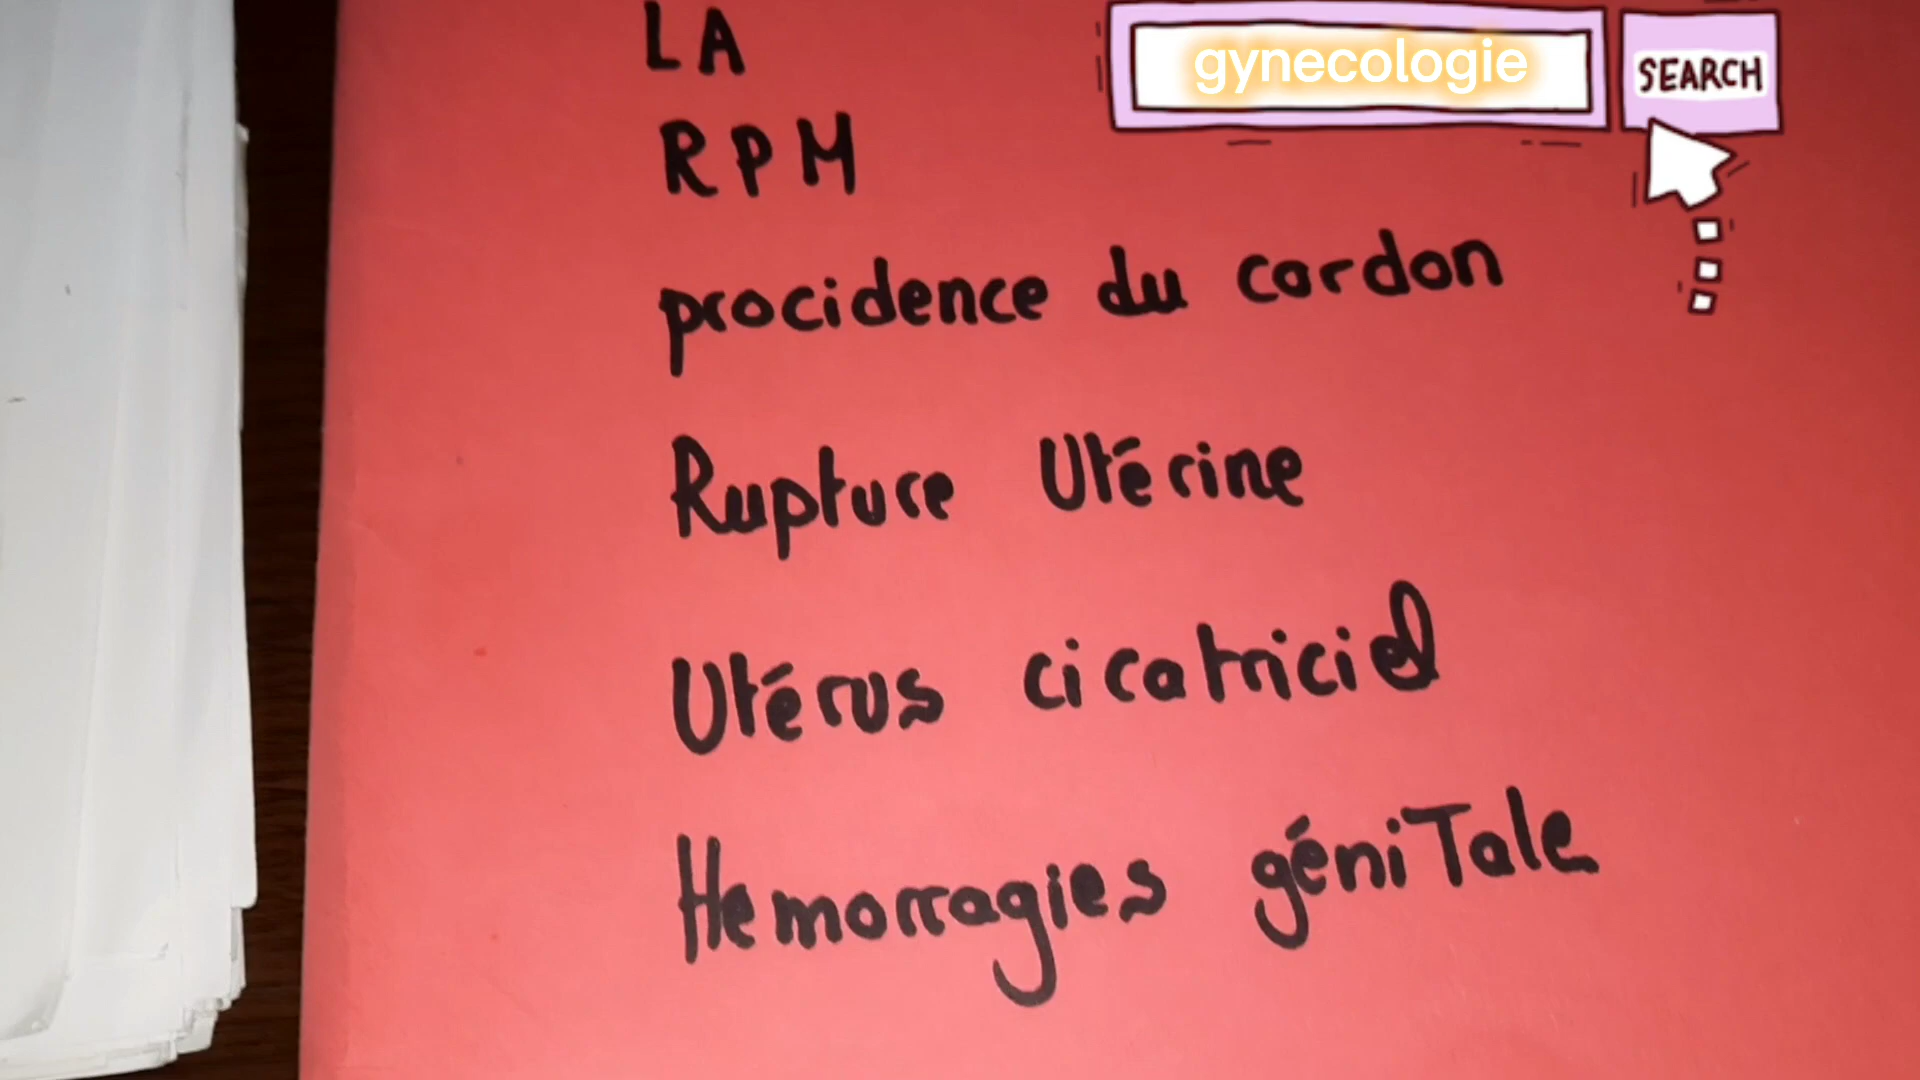 LA
gynecologie
SEARCH
RPM
procidence du cordon
Rupture Utérine
Utérus cicatriciel
Hemorragies géniTale